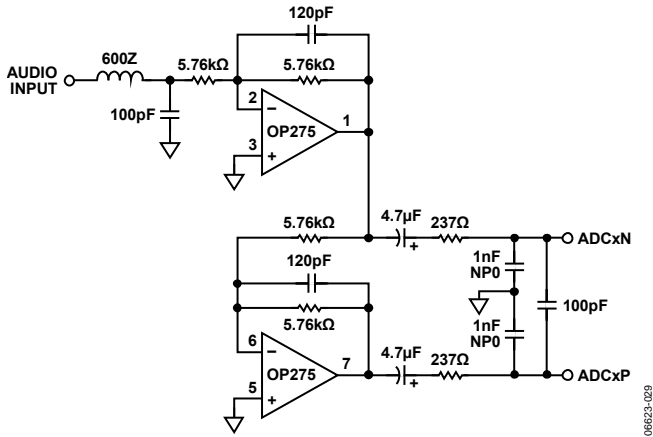 120pF
600Z
5.76kΩ
5.76kΩ
AUDIO
INPUT
100pF
2
–
1
OP275
3
+
5.76kΩ
4.7µF
237Ω
+
ADCxN
120pF
1nF
NP0
5.76kΩ
100pF
1nF
NP0
6
–
7
4.7µF
237Ω
OP275
+
ADCxP
5
+
06623-029